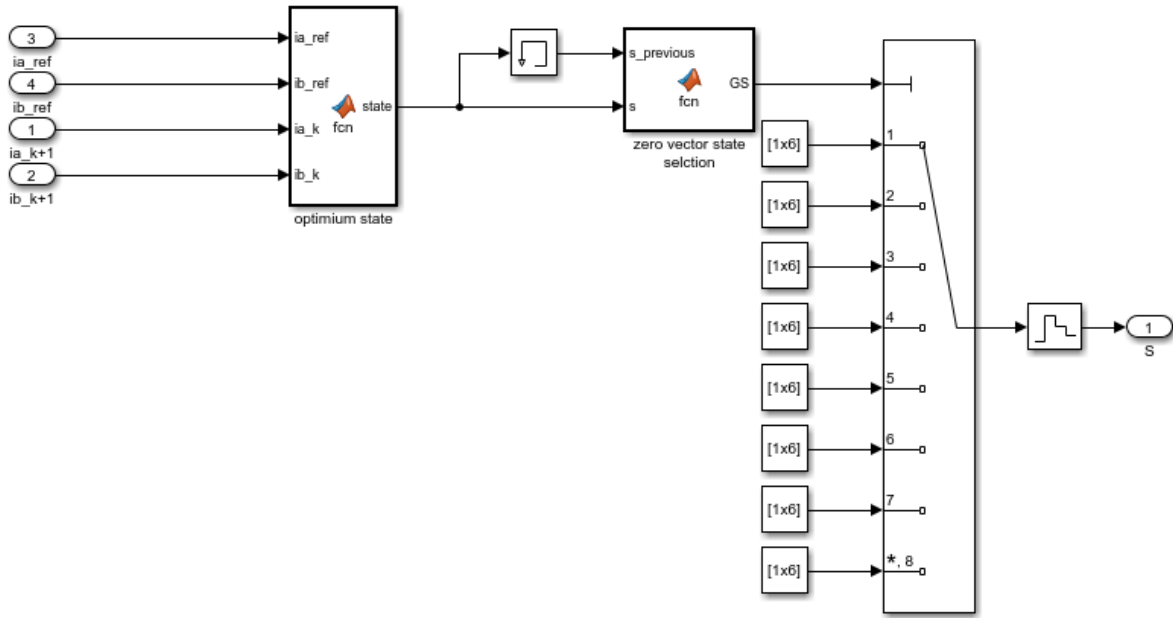 3
ia_ref
4
ib_ref
1
ia_k+1
2
ib_k+1
ia_ref
ib_ref
ia_k
ib_k
fcn
state
optimium state
s_previous
s
fcn
GS
zero vector state
selction
[1x6]
1
[1x6]
2
[1x6]
3
[1x6]
4
[1x6]
5
[1x6]
6
[1x6]
7
[1x6]
*, 8
1
S